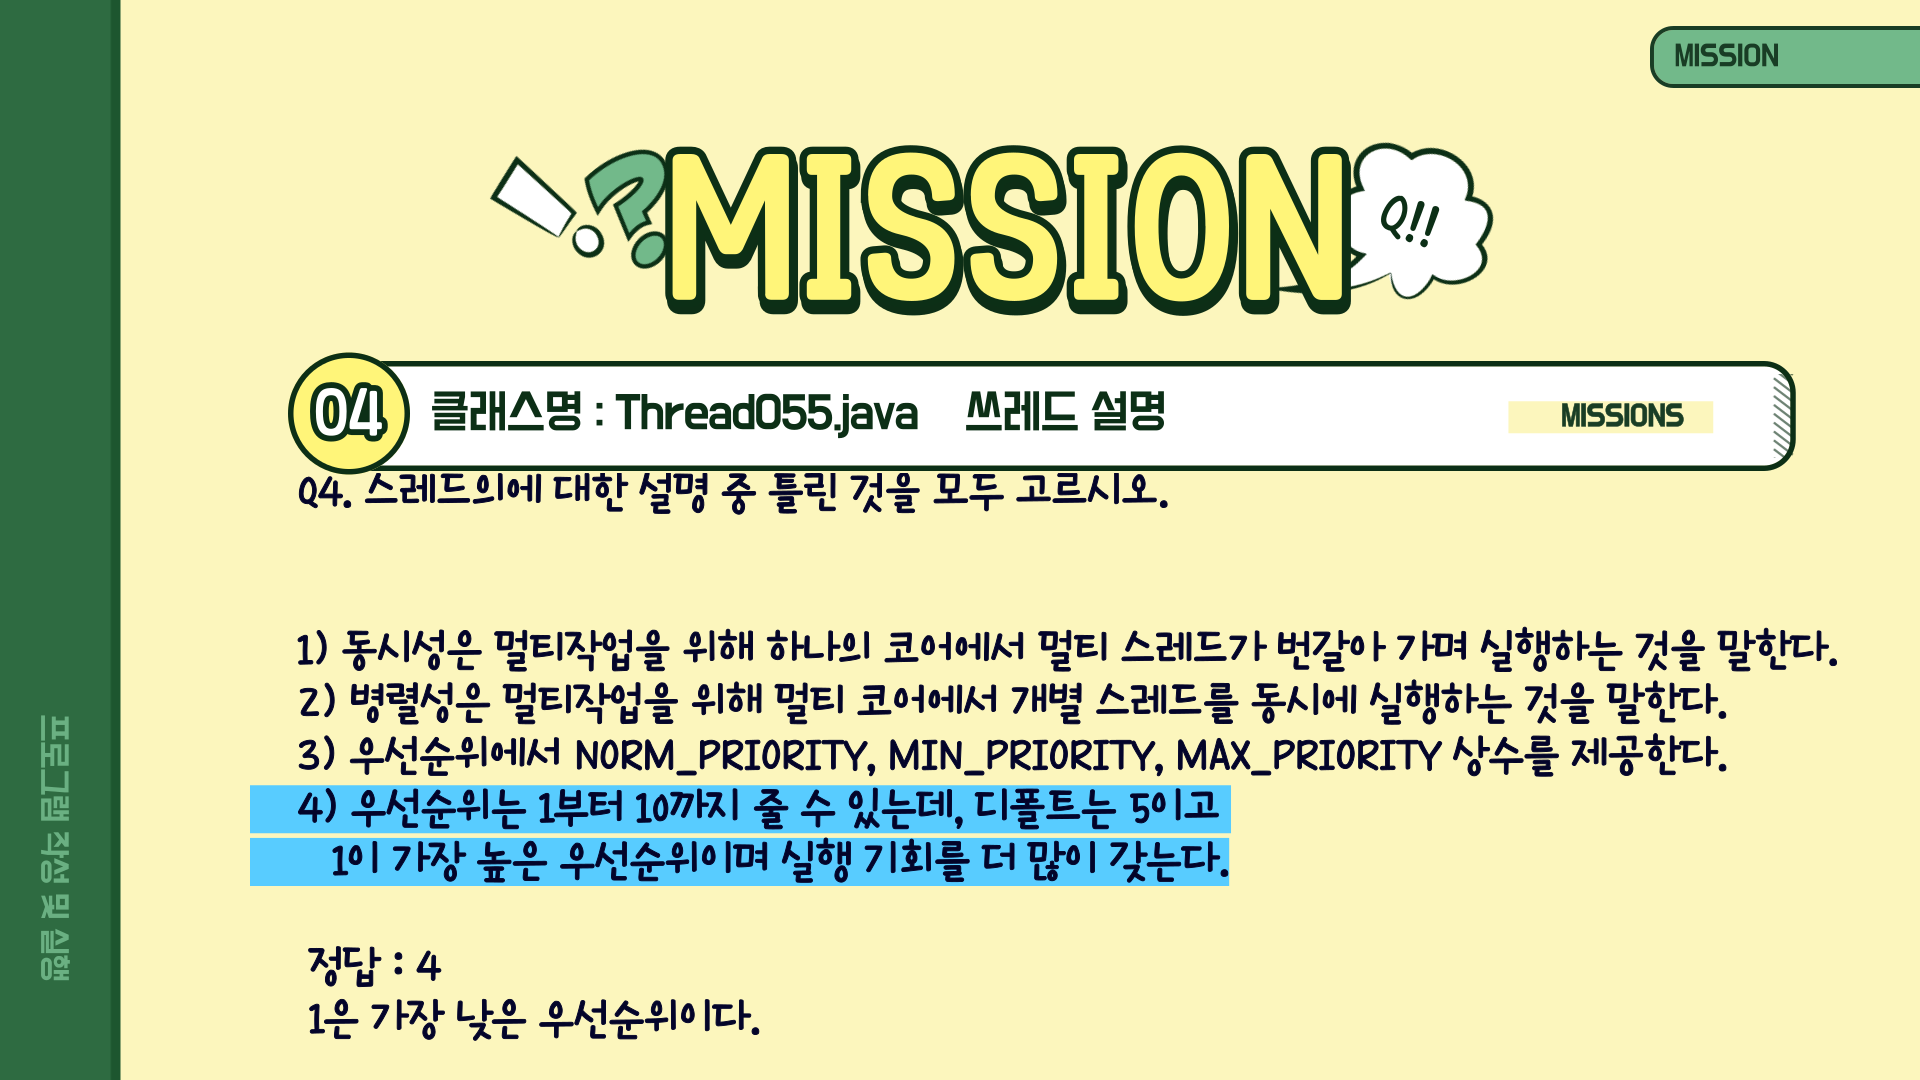 MISSION
MISSION
Q!!
04
클래스명 : Thread055.java 쓰레드 설명
MISSIONS
Q4. 스레드의에 대한 설명 중 틀린 것을 모두 고르시오.
1) 동시성은 멀티작업을 위해 하나의 코어에서 멀티 스레드가 번갈아 가며 실행하는 것을 말한다.
2) 병렬성은 멀티작업을 위해 멀티 코어에서 개별 스레드를 동시에 실행하는 것을 말한다.
3) 우선순위에서 NORM_PRIORITY, MIN_PRIORITY, MAX_PRIORITY 상수를 제공한다.
4) 우선순위는 1부터 10까지 줄 수 있는데, 디폴트는 5이고
1이 가장 높은 우선순위이며 실행 기회를 더 많이 갖는다.
정답 : 4
1은 가장 낮은 우선순위이다.
프로그램 작성 및 실행